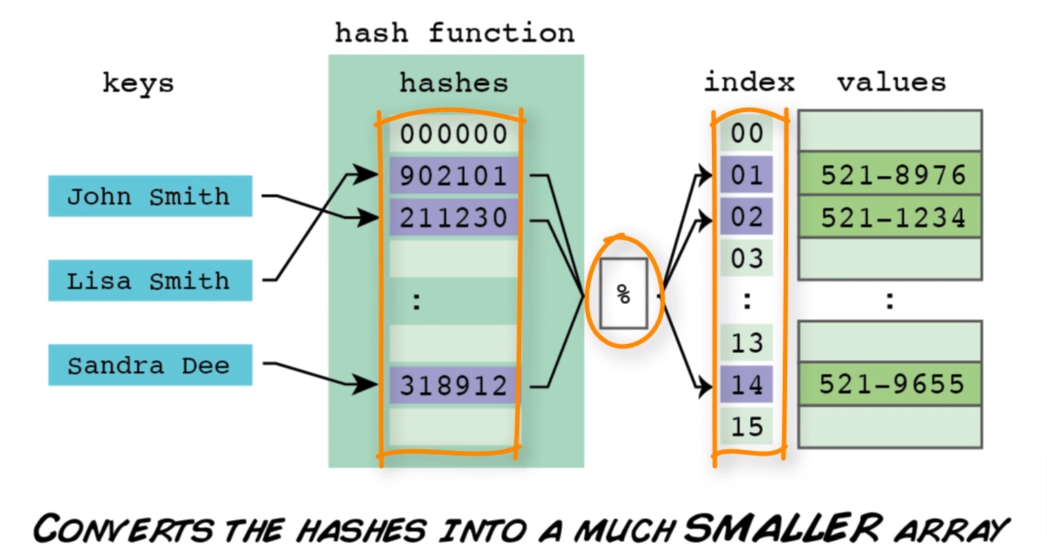 hash function
keys
hashes
index
values
000000
00
902101
01
521-8976
John Smith
211230
02
521-1234
03
Lisa Smith
:
%
:
:
13
Sandra Dee
318912
14
521-9655
15
CONVERTS THE HASHES INTO A MUCH SMALLER ARRAY